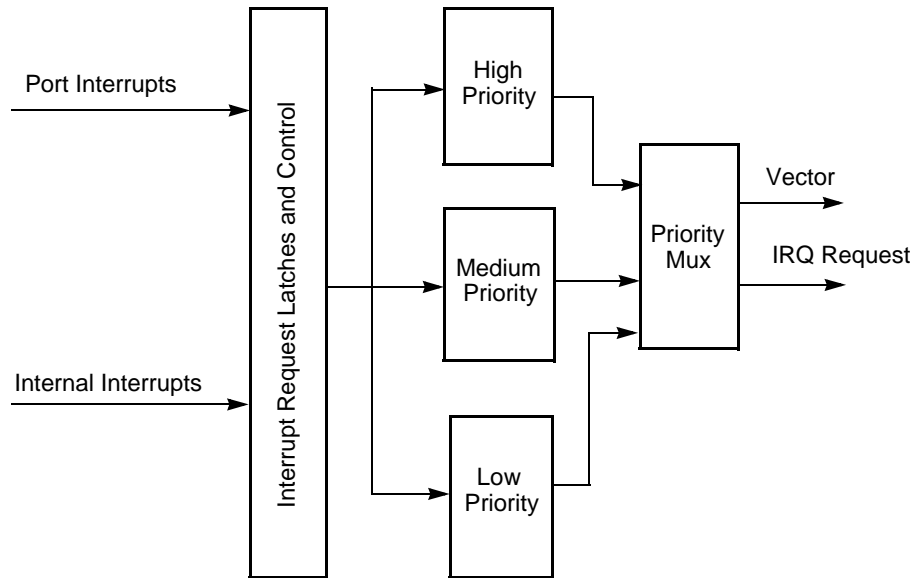 Port Interrupts
Internal Interrupts
Interrupt Request Latches and Control
High
Priority
Medium
Priority
Low
Priority
Priority
Mux
Vector
IRQ Request